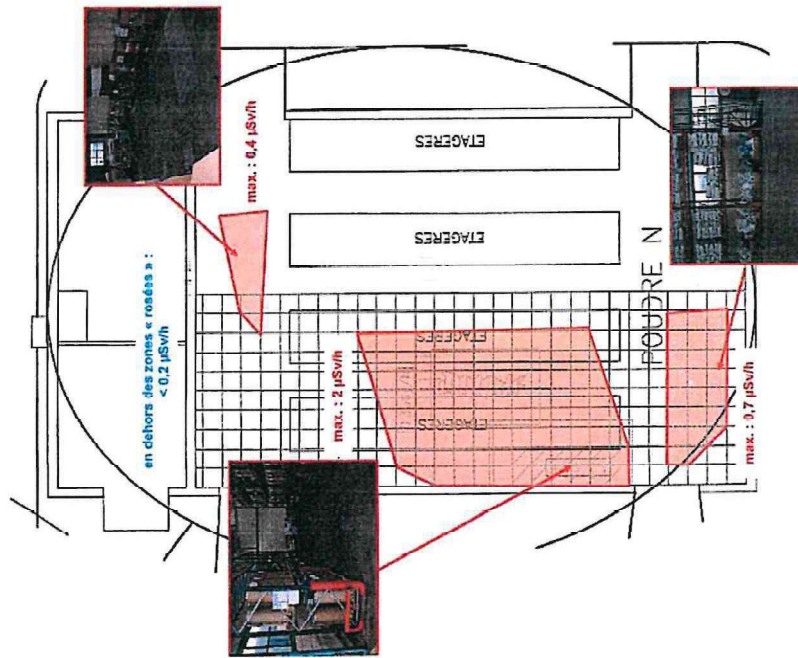 en dehors des zones « rosées » :
< 0,2 µSv/h
max. : 0,4 µSv/h
ETAGERES
ETAGERES
max. : 2 µSv/h
ETAGERES
ETAGERES
POUDRE N
max. : 0,7 µSv/h